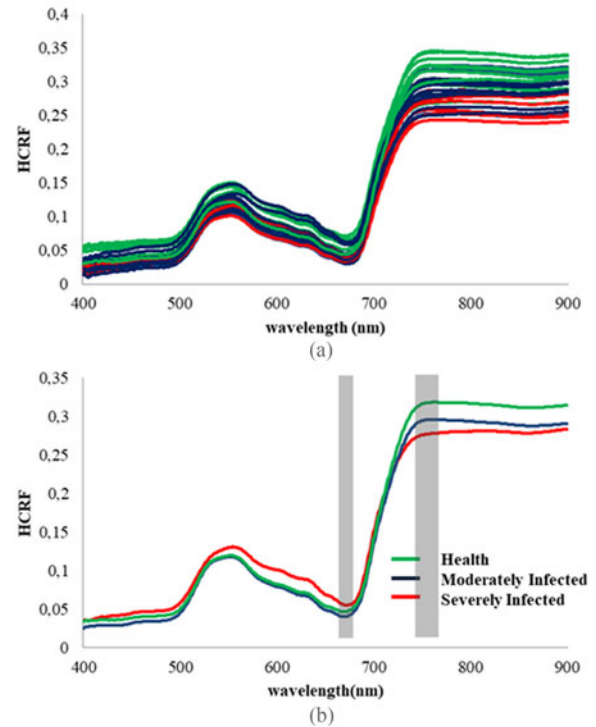 0,4
0,35
0,3
0,25
0,2
0,15
0,1
0,05
0
HCRF
400 500 600 700 800 900
wavelength (nm)
(a)
0,35
0,3
0,25
0,2
0,15
0,1
0,05
0
HCRF
Health
Moderately Infected
Severely Infected
400 500 600 700 800 900
wavelength(nm)
(b)